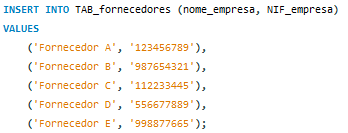 INSERT INTO TAB_fornecedores (nome_empresa, NIF_empresa)
VALUES
('Fornecedor A', '123456789'),
('Fornecedor B', '987654321'),
('Fornecedor C', '112233445'),
('Fornecedor D', '556677889'),
('Fornecedor E', '998877665');